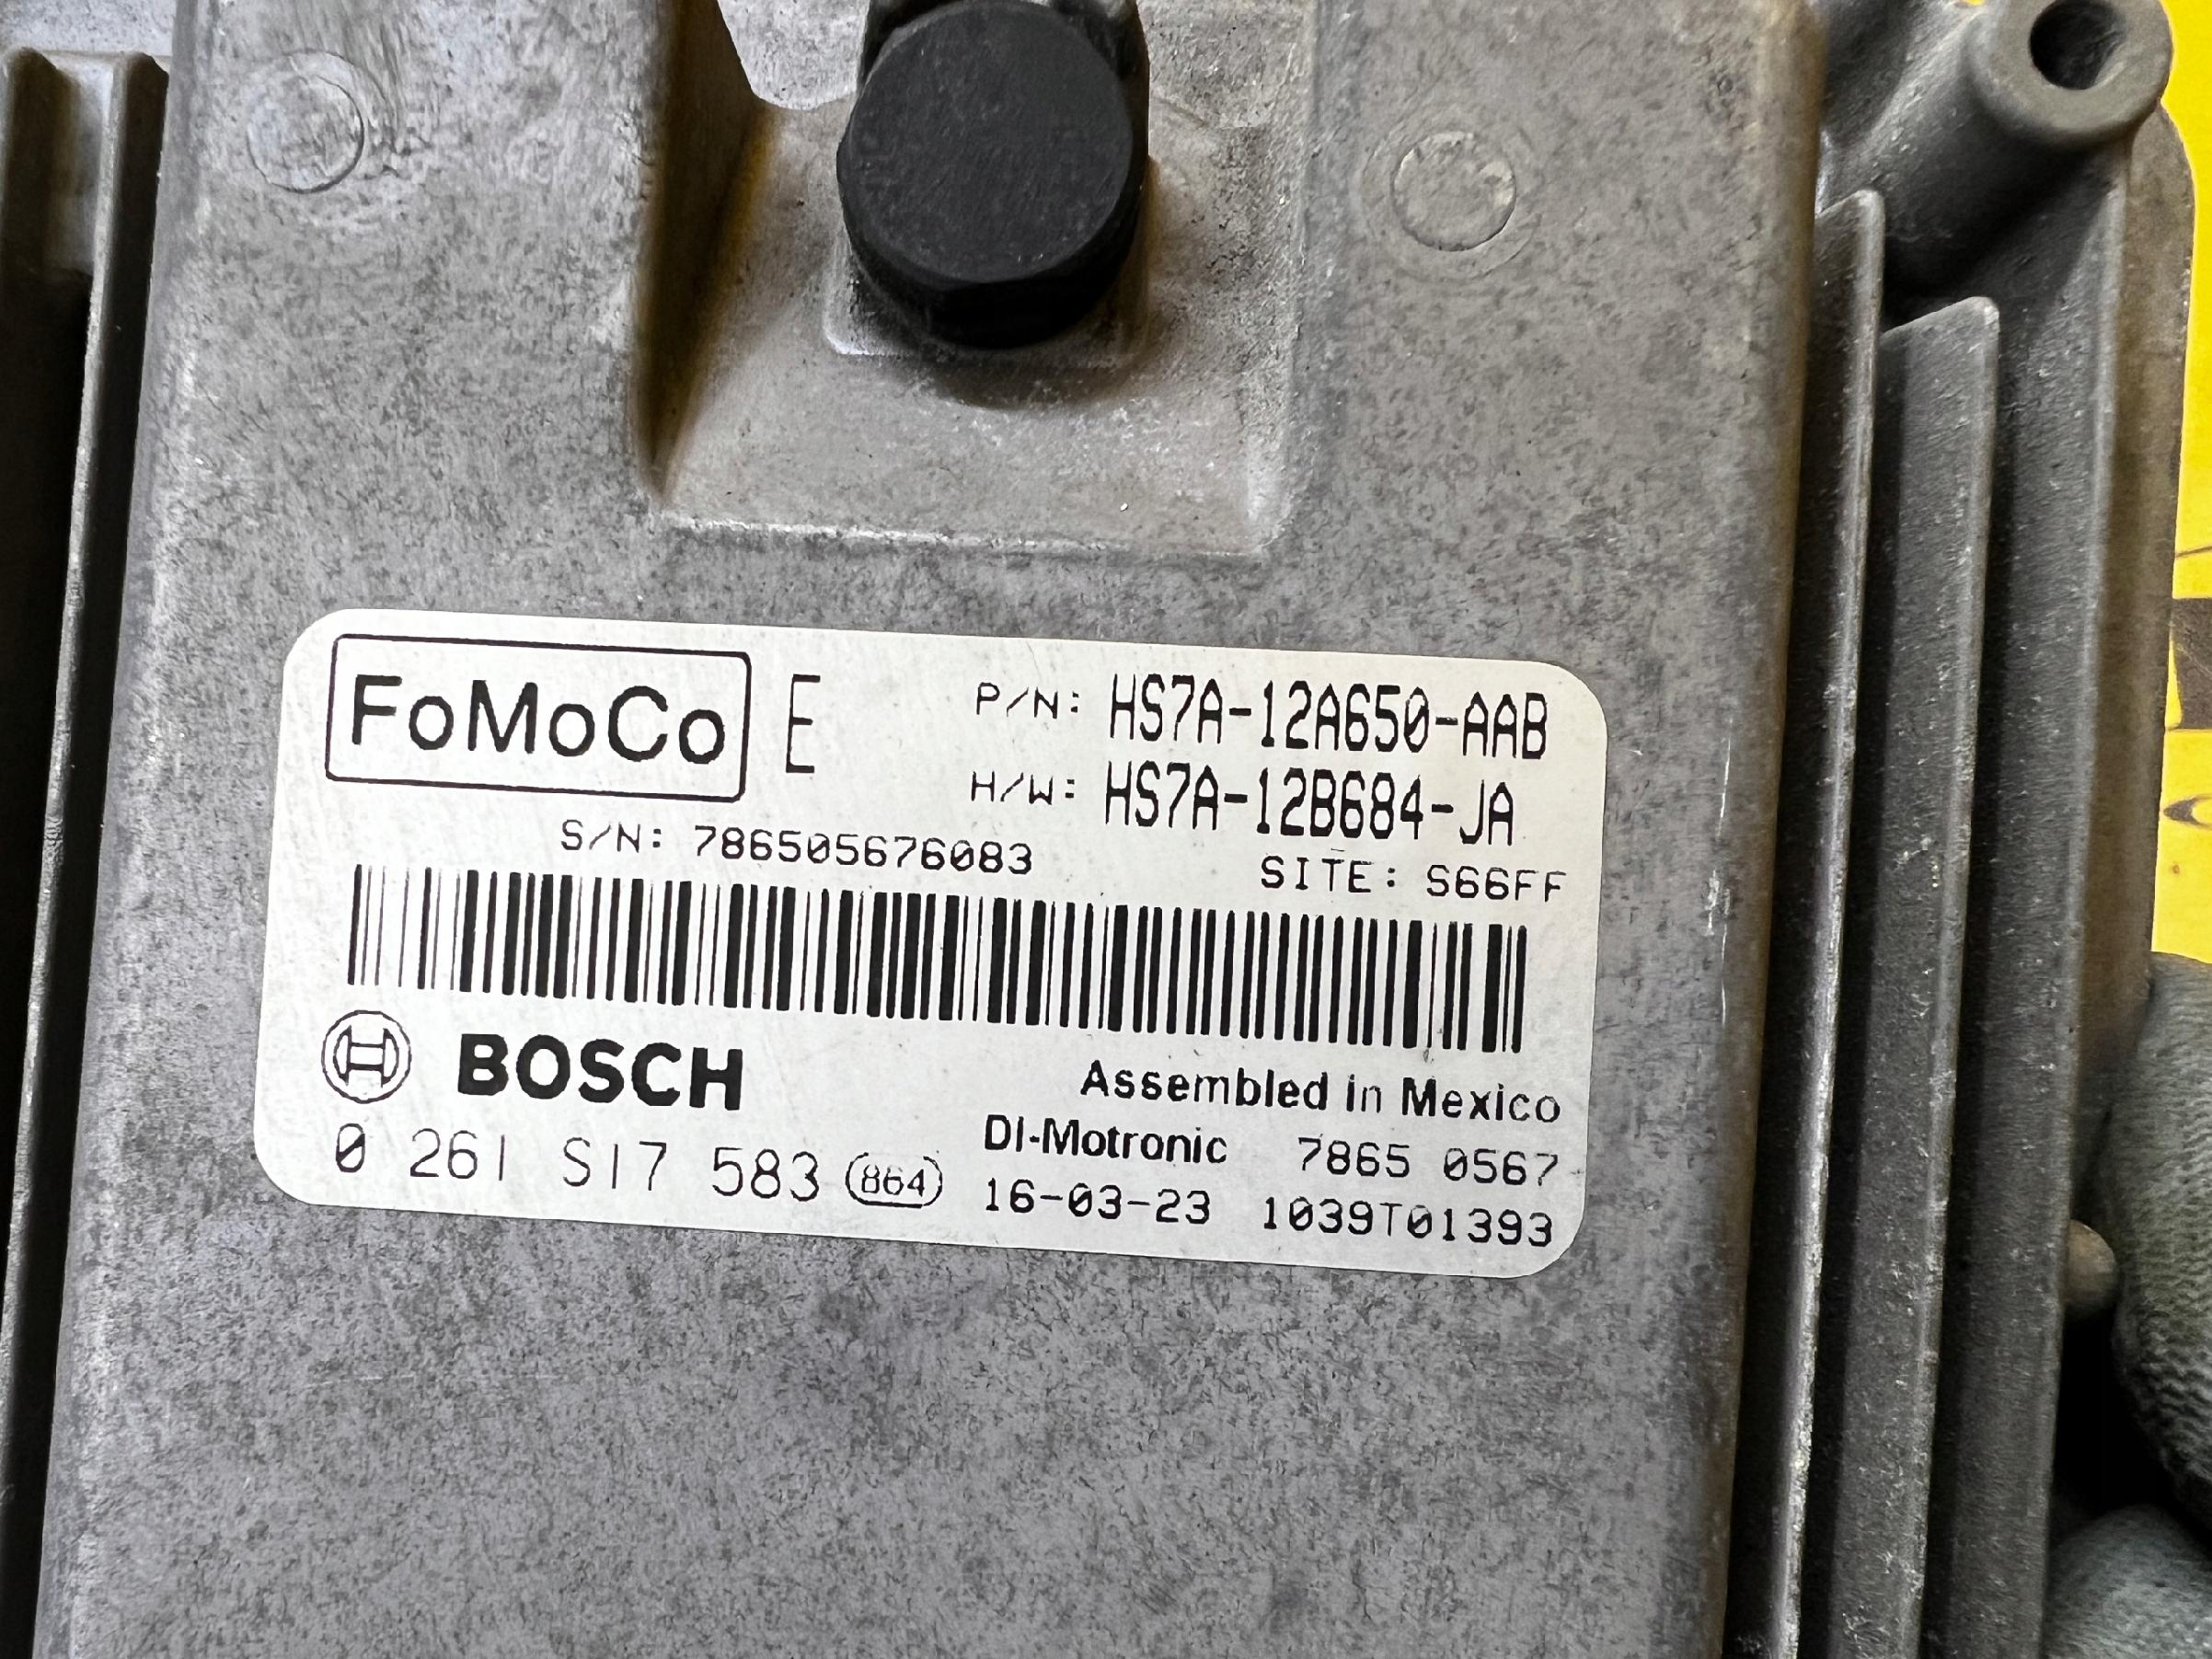 FoMoCo E P/N: HS7A-12A650-AAB
H/W: HS7A-12B684-JA
S/N: 786505676083 SITE: S66FF
BOSCH Assembled in Mexico
DI-Motronic 7865 0567
0 261 S17 583 864 16-03-23 1039T01393